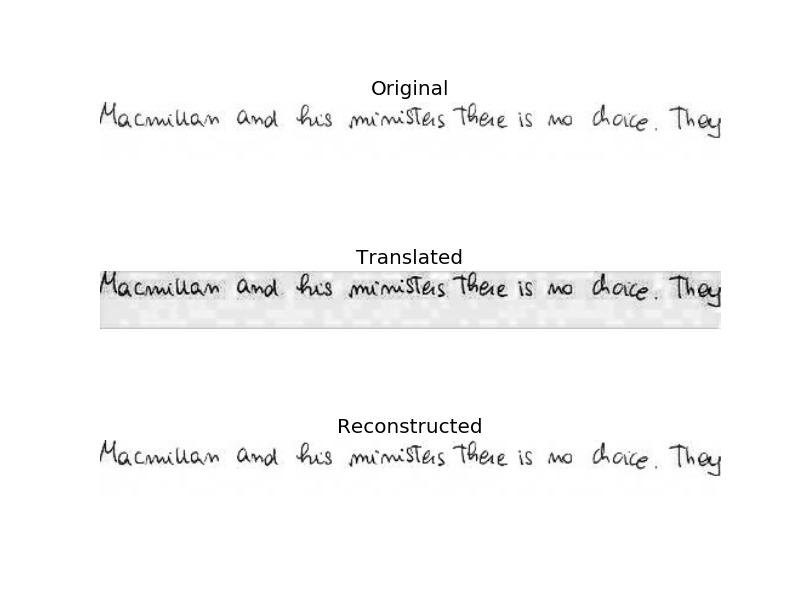 Original
Macmillan and his ministers there is no choice. They
Translated
Macmillan and his ministers there is no choice. They
Reconstructed
Macmillan and his ministers there is no choice. They